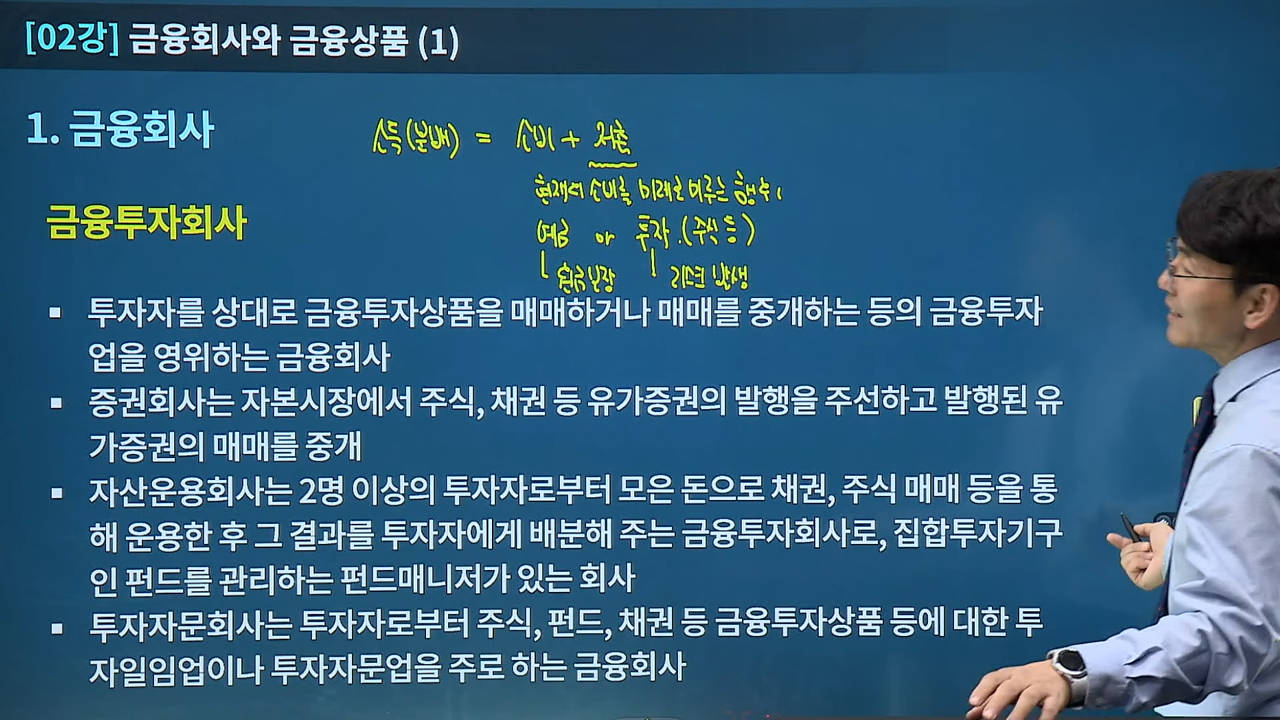 [02강] 금융회사와 금융상품 (1)
1. 금융회사
소득(분배) = 소비 + 저축
현재의 소비를 미래로 미루는 행위
예금 or 투자.(주식 등)
원금보장 리스크 발생
금융투자회사
▪ 투자자를 상대로 금융투자상품을 매매하거나 매매를 중개하는 등의 금융투자
업을 영위하는 금융회사
▪ 증권회사는 자본시장에서 주식, 채권 등 유가증권의 발행을 주선하고 발행된 유
가증권의 매매를 중개
▪ 자산운용회사는 2명 이상의 투자자로부터 모은 돈으로 채권, 주식 매매 등을 통
해 운용한 후 그 결과를 투자자에게 배분해 주는 금융투자회사로, 집합투자기구
인 펀드를 관리하는 펀드매니저가 있는 회사
▪ 투자자문회사는 투자자로부터 주식, 펀드, 채권 등 금융투자상품 등에 대한 투
자일임업이나 투자자문업을 주로 하는 금융회사